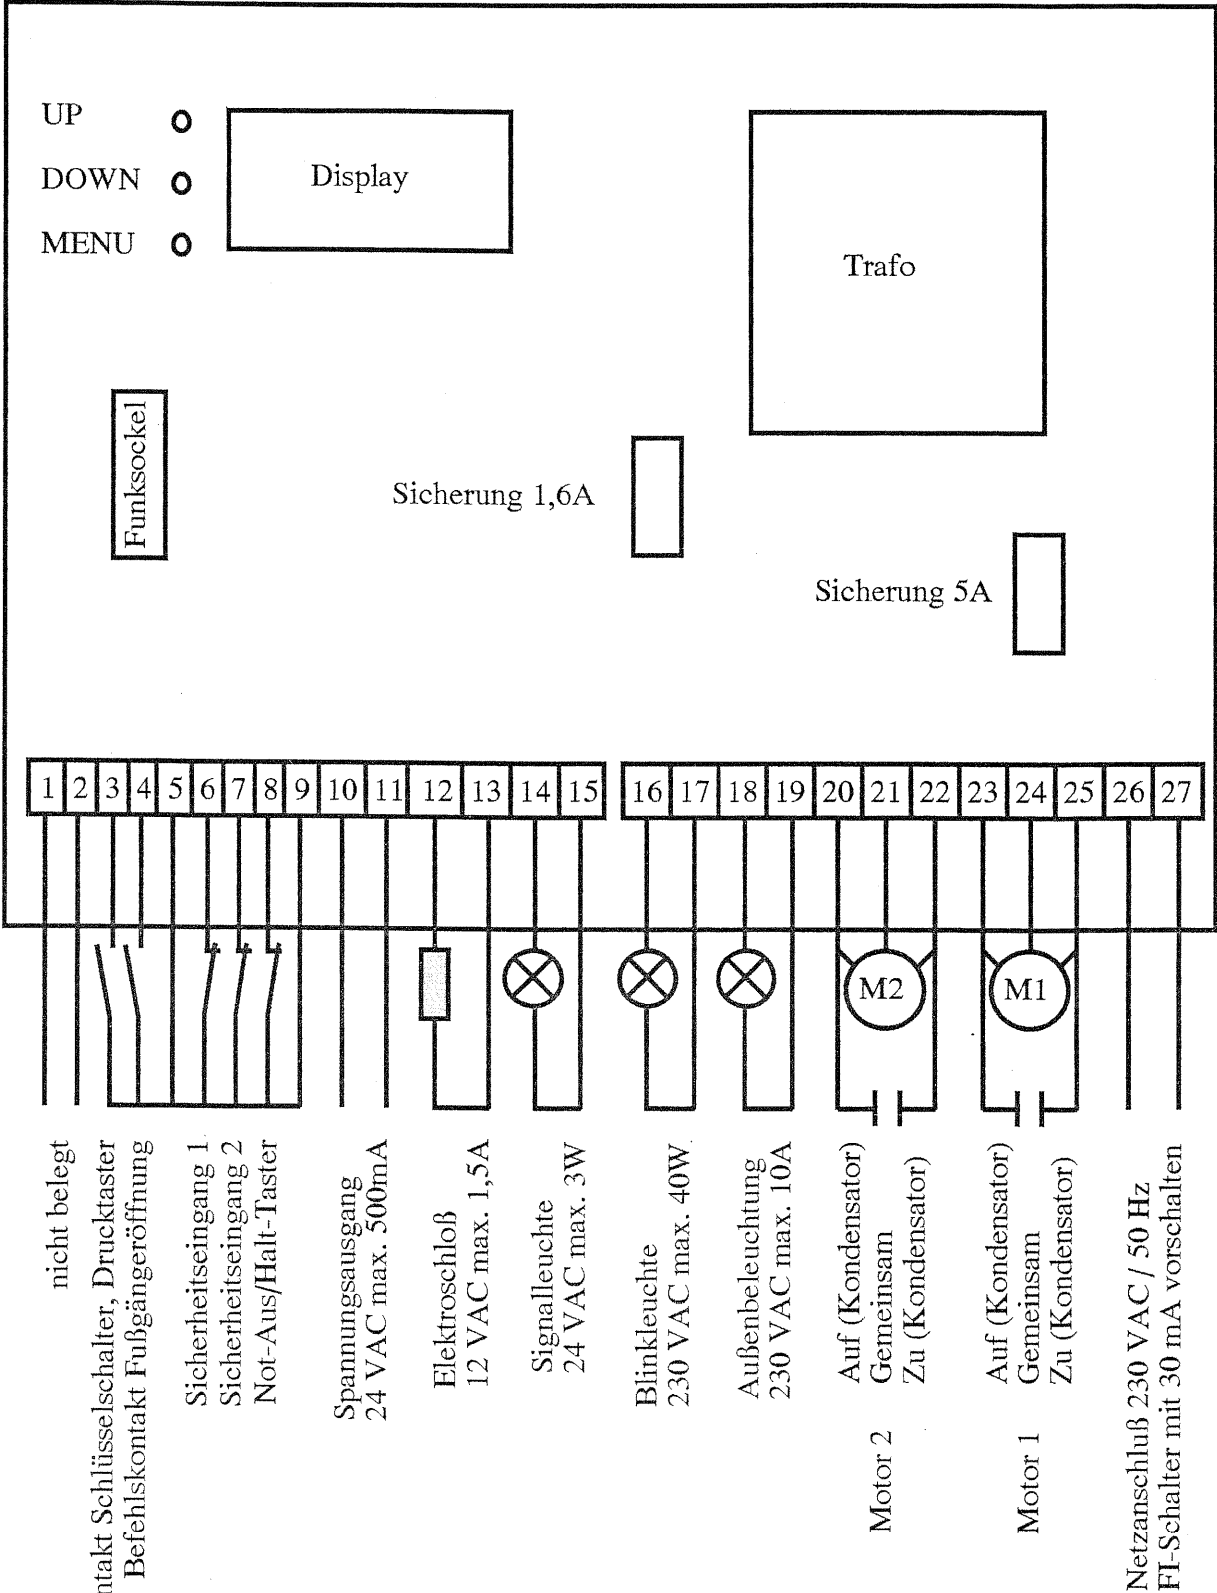 UP
DOWN
MENU
Display
Trafo
Funksockel
Sicherung 1,6A
Sicherung 5A
1 2 3 4 5 6 7 8 9 10 11 12 13 14 15 16 17 18 19 20 21 22 23 24 25 26 27
M2
M1
nicht belegt
Schlüsselschalter, Drucktaster
Befehlskontakt Fußgängeröffnung
Sicherheitseingang 1
Sicherheitseingang 2
Not-Aus/Halt-Taster
Spannungsausgang
24 VAC max. 500mA
Elektroschloß
12 VAC max. 1,5A
Signalleuchte
24 VAC max. 3W
Blinkleuchte
230 VAC max. 40W
Außenbeleuchtung
230 VAC max. 10A
Auf (Kondensator)
Gemeinsam
Zu (Kondensator)
Motor 2
Auf (Kondensator)
Gemeinsam
Zu (Kondensator)
Motor 1
Netzanschluß 230 VAC / 50 Hz
FI-Schalter mit 30 mA vorschalten